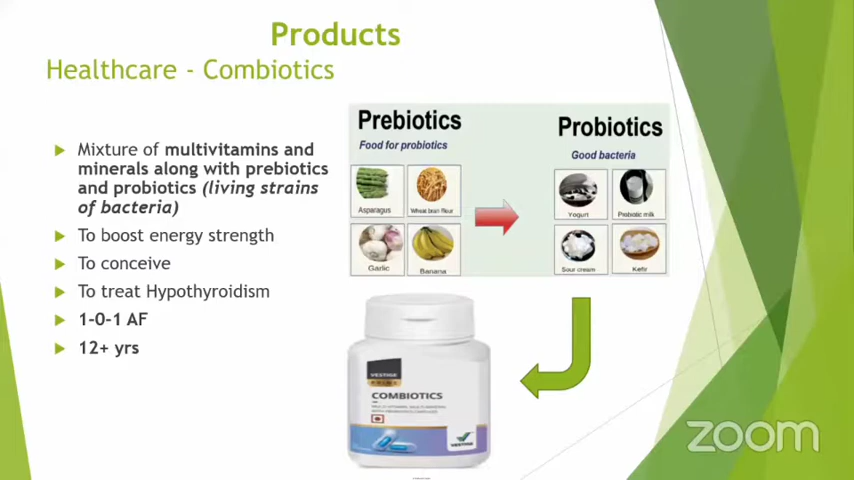 Products
Healthcare - Combiotics
Mixture of multivitamins and
minerals along with prebiotics
and probiotics (living strains
of bacteria)
To boost energy strength
To conceive
To treat Hypothyroidism
1-0-1 AF
12+ yrs
Prebiotics
Food for probiotics
Asparagus
Wheat bran flour
Garlic
Banana
Probiotics
Good bacteria
Yogurt
Probiotic milk
Sour cream
Kefir
VESTIGE
PRIME
COMBIOTICS
VESTIGE
zoom